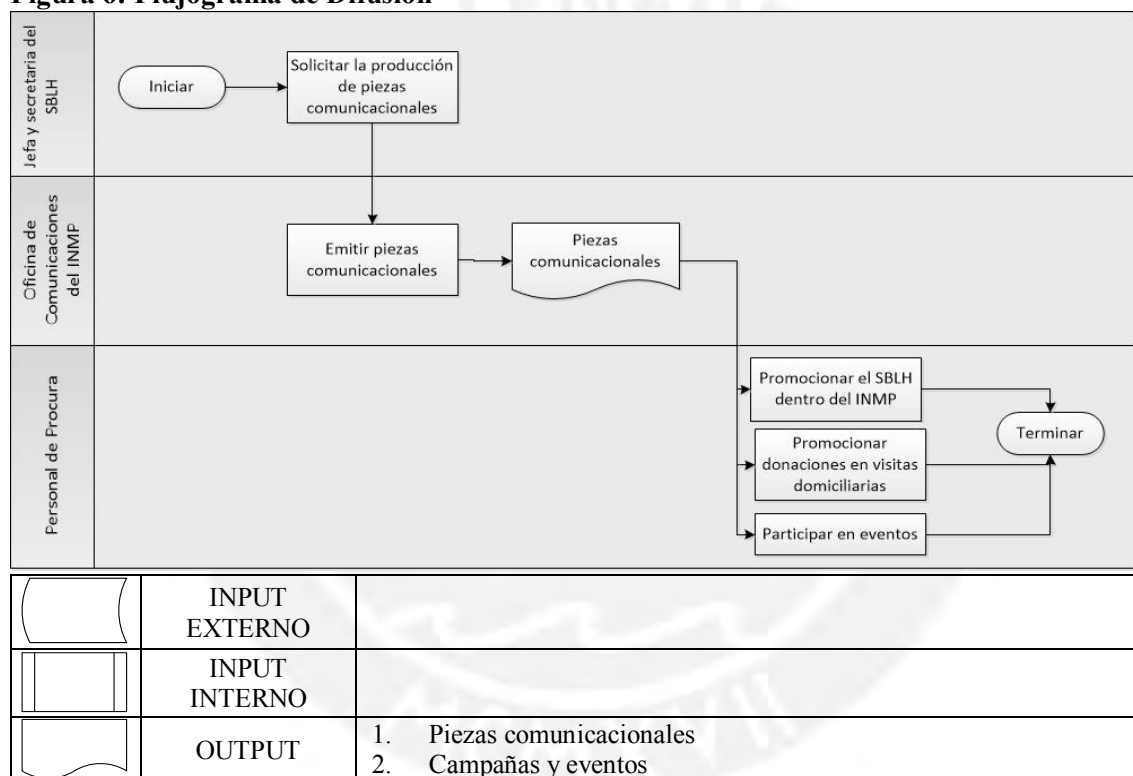 Figura 6: Flujograma de Difusión
Jefa y secretaria del
SBLH
Iniciar
Solicitar la producción
de piezas
comunicacionales
Oficina de
Comunicaciones
del INMP
Emitir piezas
comunicacionales
Piezas
comunicacionales
Personal de Procura
Promocionar el SBLH
dentro del INMP
Promocionar
donaciones en visitas
domiciliarias
Participar en eventos
Terminar
INPUT
EXTERNO
INPUT
INTERNO
OUTPUT
1. Piezas comunicacionales
2. Campañas y eventos